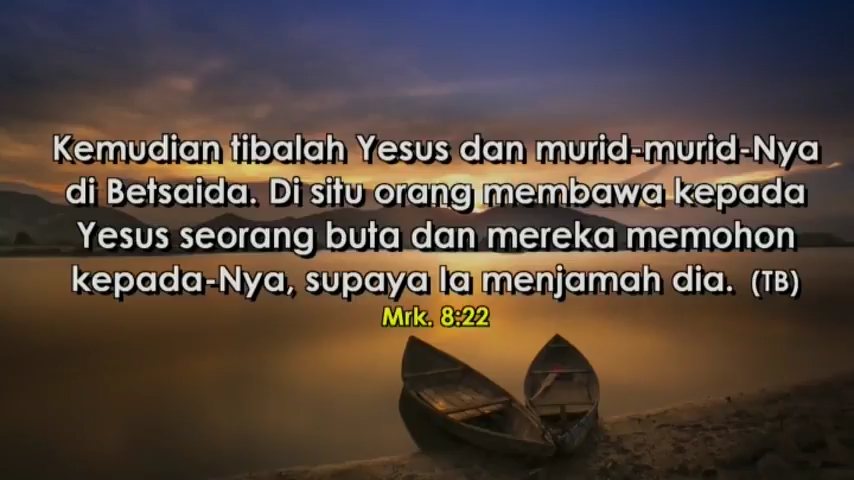 Kemudian tibalah Yesus dan murid-murid-Nya
di Betsaida. Di situ orang membawa kepada
Yesus seorang buta dan mereka memohon
kepada-Nya, supaya Ia menjamah dia. (TB)
Mrk. 8:22